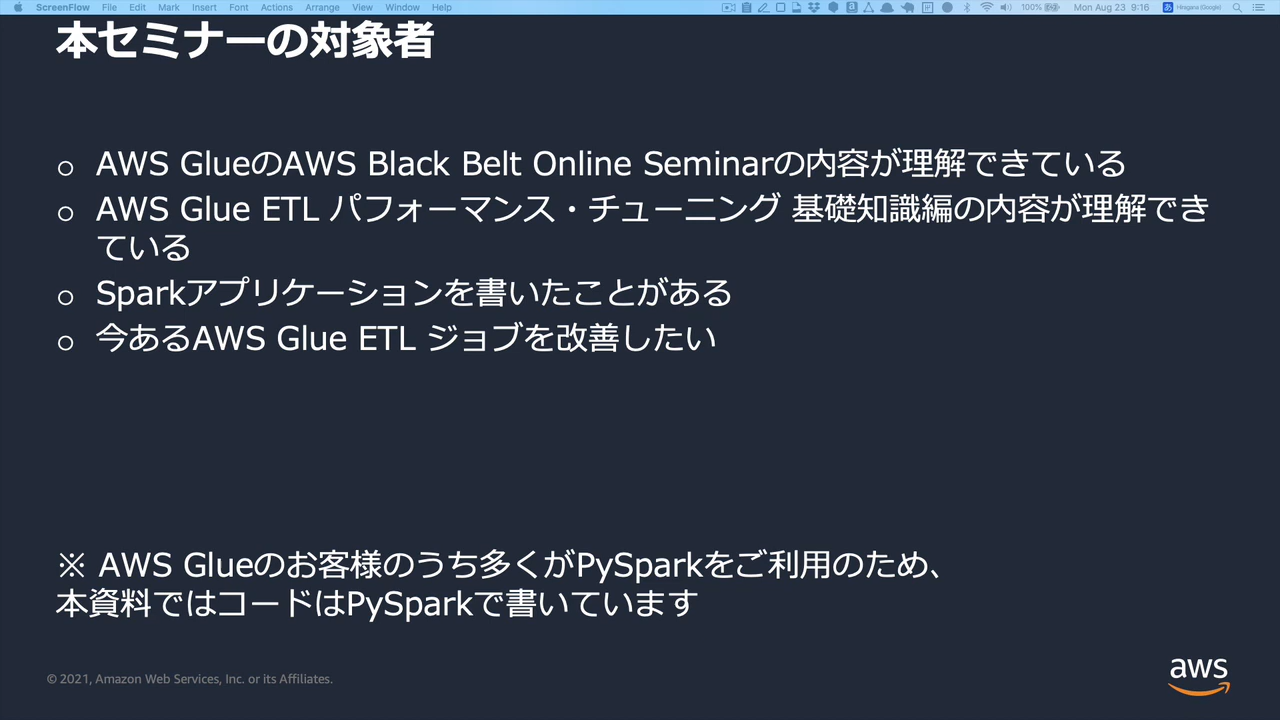 ScreenFlow File Edit Mark Insert Font Actions Arrange View Window Help 100% Mon Aug 23 9:16 あ Hiragana (Google)
本セミナーの対象者
○ AWS GlueのAWS Black Belt Online Seminarの内容が理解できている
○ AWS Glue ETL パフォーマンス・チューニング 基礎知識編の内容が理解でき
ている
○ Sparkアプリケーションを書いたことがある
○ 今あるAWS Glue ETL ジョブを改善したい
※ AWS Glueのお客様のうち多くがPySparkをご利用のため、
本資料ではコードはPySparkで書いています
© 2021, Amazon Web Services, Inc. or its Affiliates.
aws